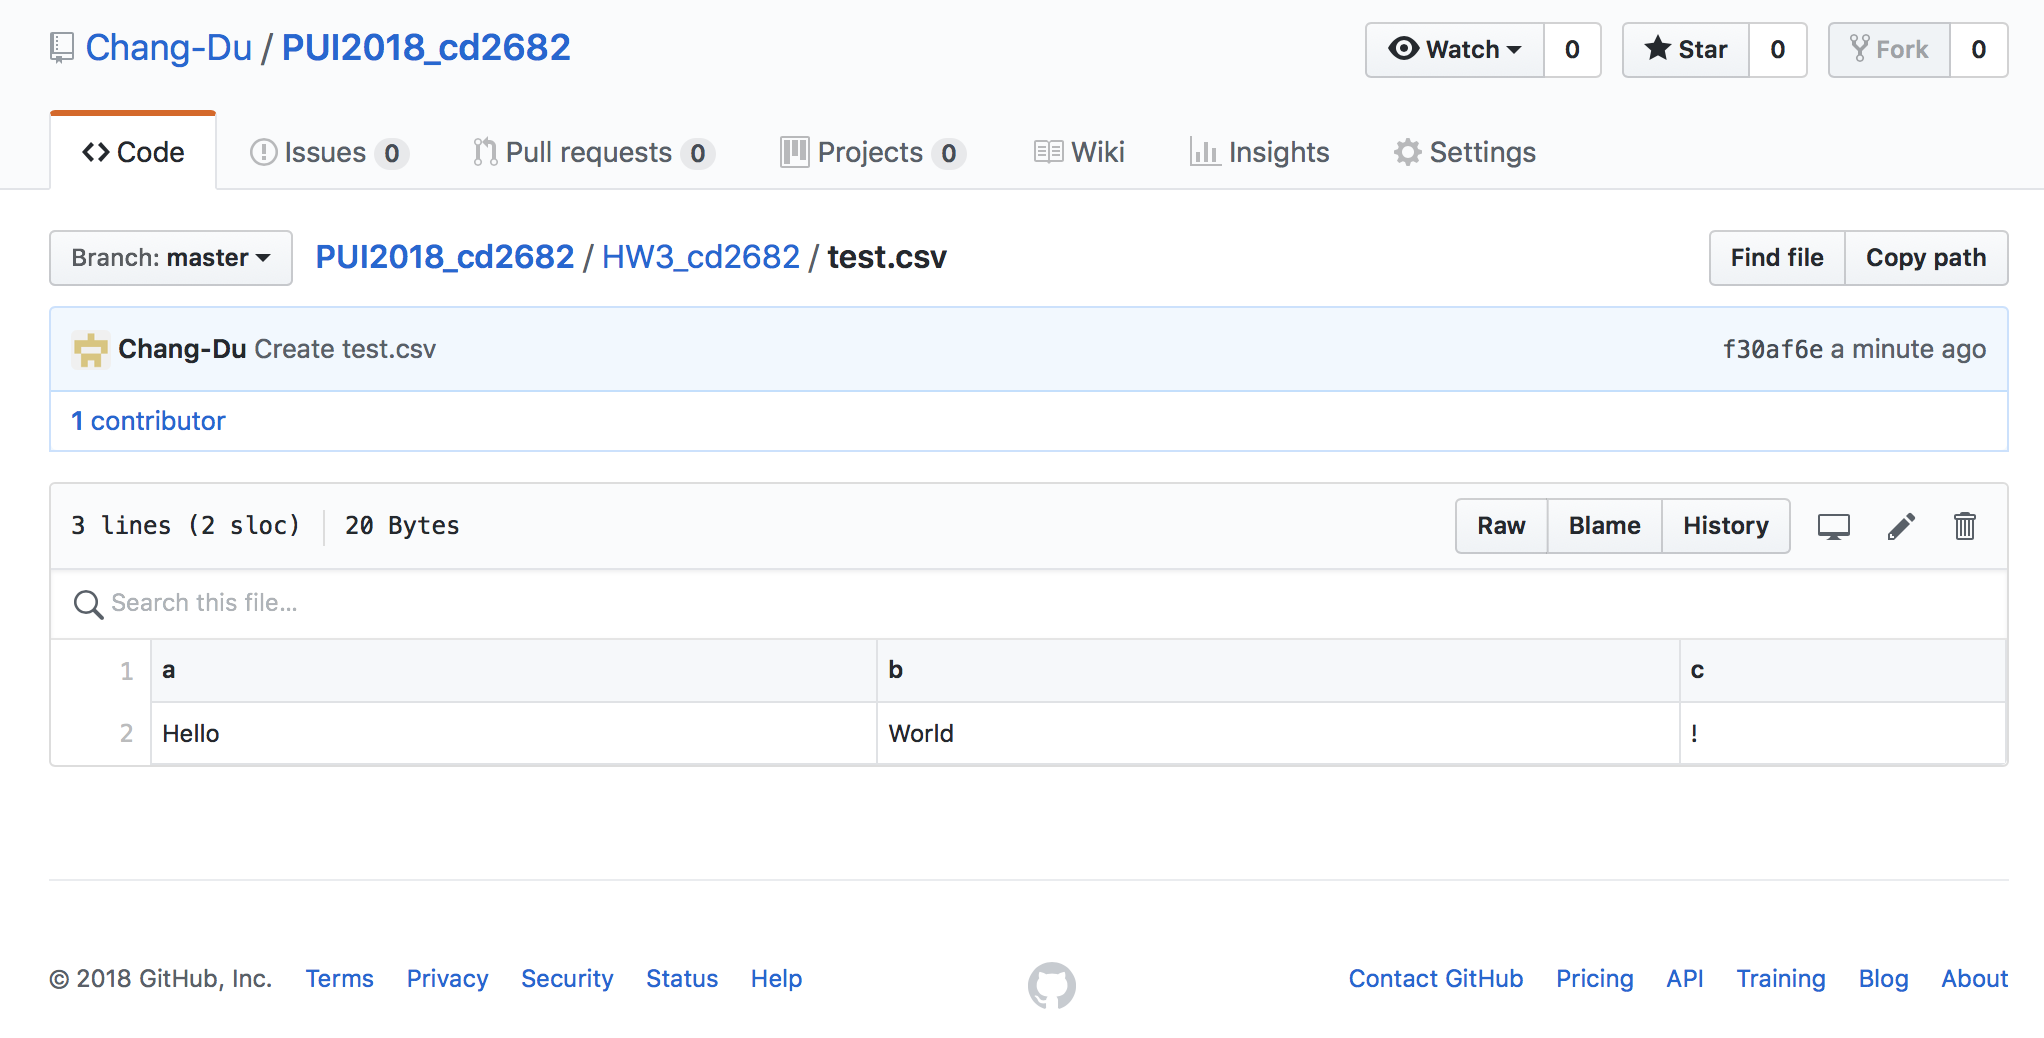 Chang-Du / PUI2018_cd2682 Watch 0 Star 0 Fork 0
Code Issues 0 Pull requests 0 Projects 0 Wiki Insights Settings
Branch: master PUI2018_cd2682 / HW3_cd2682 / test.csv Find file Copy path
Chang-Du Create test.csv f30af6e a minute ago
1 contributor
3 lines (2 sloc) 20 Bytes Raw Blame History
Search this file...
1 a b c
2 Hello World !
© 2018 GitHub, Inc. Terms Privacy Security Status Help Contact GitHub Pricing API Training Blog About